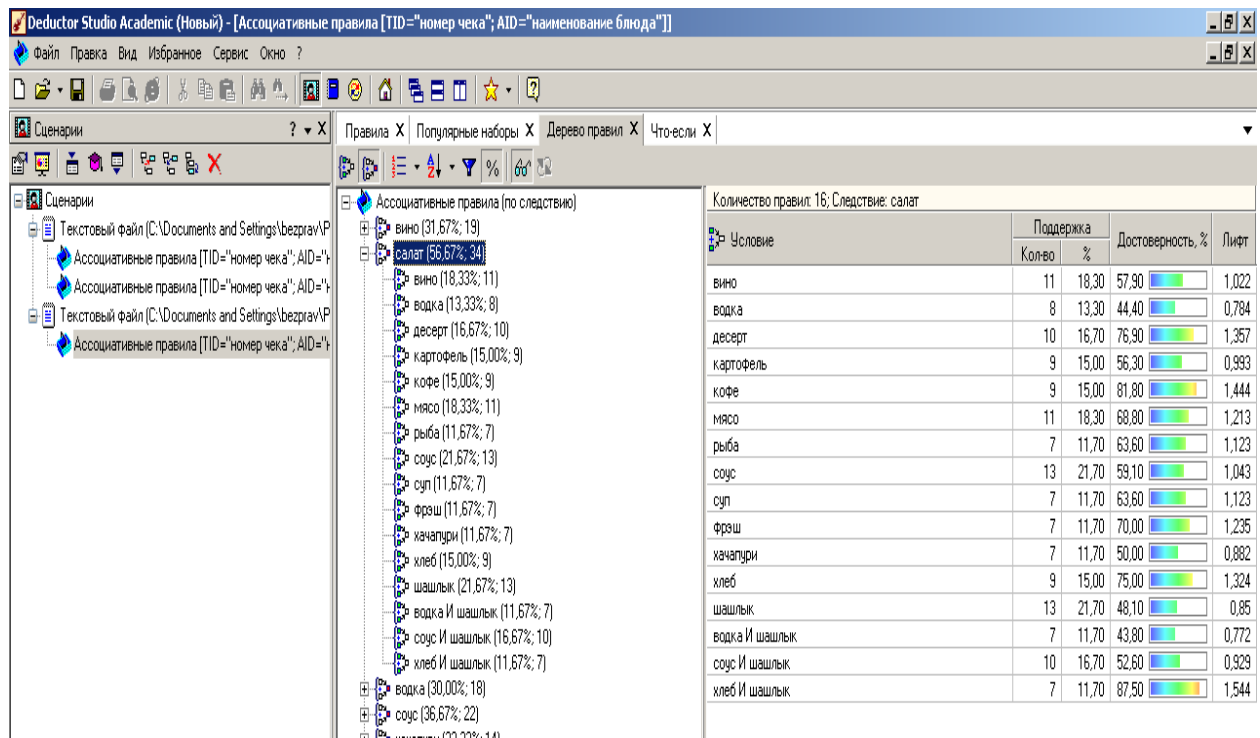 Deductor Studio Academic (Новый) - [Ассоциативные правила [TID="номер чека"; AID="наименование блюда"]]
Файл Правка Вид Избранное Сервис Окно ?
Сценарии
Правила X Популярные наборы X Дерево правил X Что-если X
Сценарии
Текстовый файл (C:\Documents and Settings\bezprav\P
Ассоциативные правила [TID="номер чека"; AID="н
Ассоциативные правила [TID="номер чека"; AID="н
Текстовый файл (C:\Documents and Settings\bezprav\P
Ассоциативные правила [TID="номер чека"; AID="н
Ассоциативные правила (по следствию)
вино (31,67%; 19)
салат (56,67%; 34)
вино (18,33%; 11)
водка (13,33%; 8)
десерт (16,67%; 10)
картофель (15,00%; 9)
кофе (15,00%; 9)
мясо (18,33%; 11)
рыба (11,67%; 7)
соус (21,67%; 13)
суп (11,67%; 7)
фрэш (11,67%; 7)
хачапури (11,67%; 7)
хлеб (15,00%; 9)
шашлык (21,67%; 13)
водка И шашлык (11,67%; 7)
соус И шашлык (16,67%; 10)
хлеб И шашлык (11,67%; 7)
водка (30,00%; 18)
соус (36,67%; 22)
Количество правил: 16; Следствие: салат
Условие Поддержка Достоверность, % Лифт
Кол-во %
вино 11 18,30 57,90 1,022
водка 8 13,30 44,40 0,784
десерт 10 16,70 76,90 1,357
картофель 9 15,00 56,30 0,993
кофе 9 15,00 81,80 1,444
мясо 11 18,30 68,80 1,213
рыба 7 11,70 63,60 1,123
соус 13 21,70 59,10 1,043
суп 7 11,70 63,60 1,123
фрэш 7 11,70 70,00 1,235
хачапури 7 11,70 50,00 0,882
хлеб 9 15,00 75,00 1,324
шашлык 13 21,70 48,10 0,85
водка И шашлык 7 11,70 43,80 0,772
соус И шашлык 10 16,70 52,60 0,929
хлеб И шашлык 7 11,70 87,50 1,544